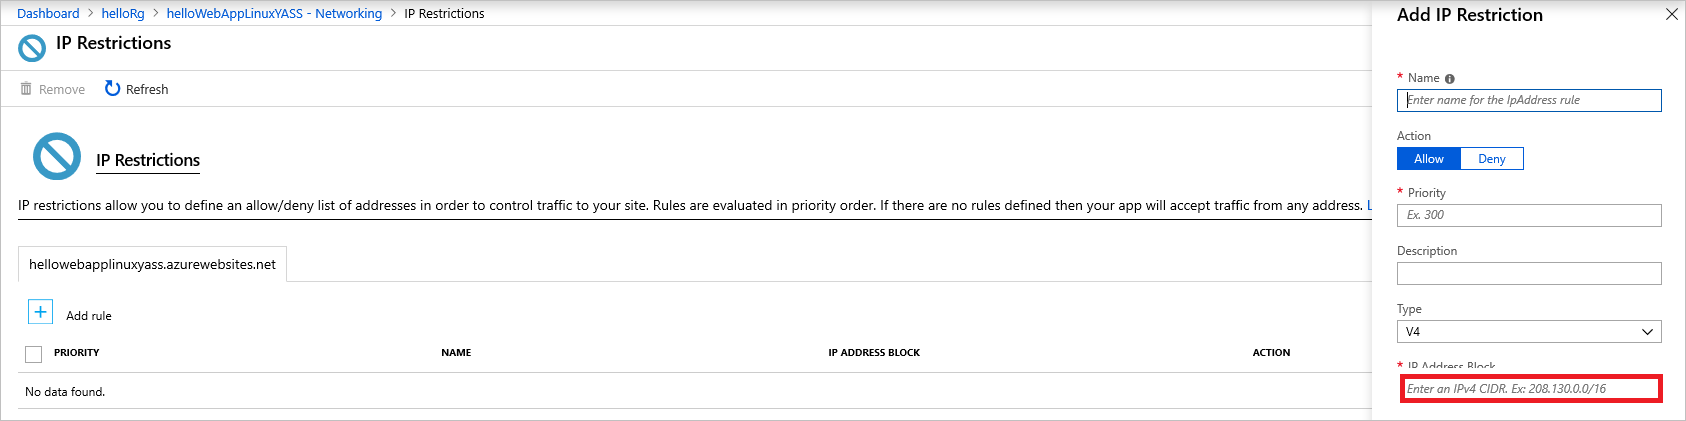 Dashboard > helloRg > helloWebAppLinuxYASS - Networking > IP Restrictions
IP Restrictions
Remove Refresh
IP Restrictions
IP restrictions allow you to define an allow/deny list of addresses in order to control traffic to your site. Rules are evaluated in priority order. If there are no rules defined then your app will accept traffic from any address. L
hellowebapplinuxyass.azurewebsites.net
+ Add rule
PRIORITY NAME IP ADDRESS BLOCK ACTION
No data found.
Add IP Restriction
* Name
Enter name for the IpAddress rule
Action
Allow Deny
* Priority
Ex. 300
Description
Type
V4
* IP Address Block
Enter an IPv4 CIDR. Ex: 208.130.0.0/16